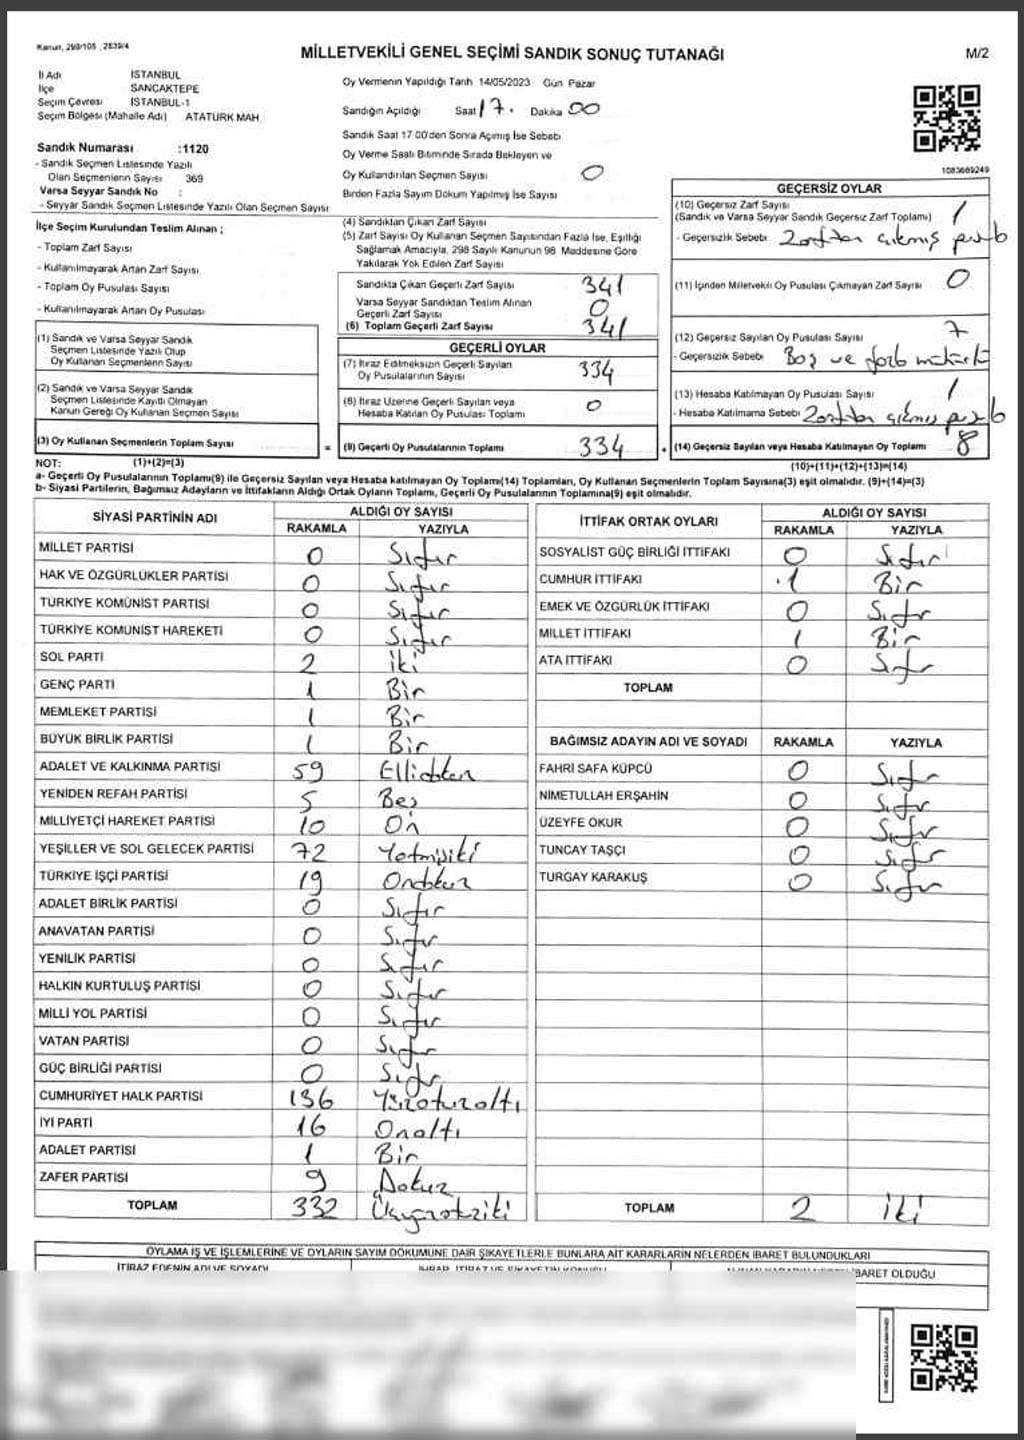 Kanun, 298/105 , 2839/4
MİLLETVEKİLİ GENEL SEÇİMİ SANDIK SONUÇ TUTANAĞI
M/2
İl Adı İSTANBUL
İlçe SANCAKTEPE
Seçim Çevresi İSTANBUL-1
Seçim Bölgesi (Mahalle Adı) ATATÜRK MAH.
Oy Vermenin Yapıldığı Tarih 14/05/2023 Gün Pazar
Sandığın Açıldığı Saat 17. Dakika 00
Sandık Saat 17.00'den Sonra Açımış İse Sebebi
Oy Verme Saati Bitiminde Sırada Bekleyen ve
Oy Kullandırılan Seçmen Sayısı 0
Birden Fazla Sayım Döküm Yapılmış İse Sayısı
Sandık Numarası :1120
- Sandık Seçmen Listesinde Yazılı
Olan Seçmenlerin Sayısı 369
Varsa Seyyar Sandık No :
- Seyyar Sandık Seçmen Listesinde Yazılı Olan Seçmen Sayısı
1083669249
İlçe Seçim Kurulundan Teslim Alınan ;
- Toplam Zarf Sayısı
- Kullanılmayarak Artan Zarf Sayısı
- Toplam Oy Pusulası Sayısı
- Kullanılmayarak Artan Oy Pusulası
(1) Sandık ve Varsa Seyyar Sandık
Seçmen Listesinde Yazılı Olup
Oy Kullanan Seçmenlerin Sayısı
(2) Sandık ve Varsa Seyyar Sandık
Seçmen Listesinde Kayıtlı Olmayan
Kanun Gereği Oy Kullanan Seçmen Sayısı
(3) Oy Kullanan Seçmenlerin Toplam Sayısı =
(1)+(2)=(3)
(4) Sandıktan Çıkan Zarf Sayısı
(5) Zarf Sayısı Oy Kullanan Seçmen Sayısından Fazla İse, Eşitliği
Sağlamak Amacıyla, 298 Sayılı Kanunun 98. Maddesine Göre
Yakılarak Yok Edilen Zarf Sayısı
Sandıkta Çıkan Geçerli Zarf Sayısı 341
Varsa Seyyar Sandıktan Teslim Alınan
Geçerli Zarf Sayısı 0
(6) Toplam Geçerli Zarf Sayısı 341
GEÇERLİ OYLAR
(7) İtiraz Edilmeksizin Geçerli Sayılan
Oy Pusulalarının Sayısı 334
(8) İtiraz Üzerine Geçerli Sayılan veya
Hesaba Katılan Oy Pusulası Toplamı 0
(9) Geçerli Oy Pusulalarının Toplamı 334 +
GEÇERSİZ OYLAR
(10) Geçersiz Zarf Sayısı
(Sandık ve Varsa Seyyar Sandık Geçersiz Zarf Toplamı) 1
- Geçersizlik Sebebi Zarftan çıkmış
(11) İçinden Milletvekili Oy Pusulası Çıkmayan Zarf Sayısı 0
(12) Geçersiz Sayılan Oy Pusulası Sayısı 7
- Geçersizlik Sebebi Boş ve fazla
(13) Hesaba Katılmayan Oy Pusulası Sayısı 1
- Hesaba Katılmama Sebebi Zarftan çıkmış
(14) Geçersiz Sayılan veya Hesaba Katılmayan Oy Toplamı 8
(10)+(11)+(12)+(13)=(14)
NOT:
a- Geçerli Oy Pusulalarının Toplamı(9) ile Geçersiz Sayılan veya Hesaba katılmayan Oy Toplamı(14) Toplamları, Oy Kullanan Seçmenlerin Toplam Sayısına(3) eşit olmalıdır. (9)+(14)=(3)
b- Siyasi Partilerin, Bağımsız Adayların ve İttifakların Aldığı Ortak Oyların Toplamı, Geçerli Oy Pusulalarının Toplamına(9) eşit olmalıdır.
SİYASİ PARTİNİN ADI ALDIĞI OY SAYISI
RAKAMLA YAZIYLA
MİLLET PARTİSİ 0 Sıfır
HAK VE ÖZGÜRLÜKLER PARTİSİ 0 Sıfır
TÜRKİYE KOMÜNİST PARTİSİ 0 Sıfır
TÜRKİYE KOMÜNİST HAREKETİ 0 Sıfır
SOL PARTİ 2 iki
GENÇ PARTİ 1 Bir
MEMLEKET PARTİSİ 1 Bir
BÜYÜK BİRLİK PARTİSİ 1 Bir
ADALET VE KALKINMA PARTİSİ 59 Ellidokuz
YENİDEN REFAH PARTİSİ 5 Beş
MİLLİYETÇİ HAREKET PARTİSİ 10 On
YEŞİLLER VE SOL GELECEK PARTİSİ 72 Yetmişiki
TÜRKİYE İŞÇİ PARTİSİ 19 Ondokuz
ADALET BİRLİK PARTİSİ 0 Sıfır
ANAVATAN PARTİSİ 0 Sıfır
YENİLİK PARTİSİ 0 Sıfır
HALKIN KURTULUŞ PARTİSİ 0 Sıfır
MİLLİ YOL PARTİSİ 0 Sıfır
VATAN PARTİSİ 0 Sıfır
GÜÇ BİRLİĞİ PARTİSİ 0 Sıfır
CUMHURİYET HALK PARTİSİ 136 Yüzotuzaltı
İYİ PARTİ 16 Onaltı
ADALET PARTİSİ 1 Bir
ZAFER PARTİSİ 9 Dokuz
TOPLAM 332 Üçyüzotuziki
İTTİFAK ORTAK OYLARI ALDIĞI OY SAYISI
RAKAMLA YAZIYLA
SOSYALİST GÜÇ BİRLİĞİ İTTİFAKI 0 Sıfır
CUMHUR İTTİFAKI 1 Bir
EMEK VE ÖZGÜRLÜK İTTİFAKI 0 Sıfır
MİLLET İTTİFAKI 1 Bir
ATA İTTİFAKI 0 Sıfır
TOPLAM
BAĞIMSIZ ADAYIN ADI VE SOYADI RAKAMLA YAZIYLA
FAHRİ SAFA KÜPCÜ 0 Sıfır
NİMETULLAH ERŞAHİN 0 Sıfır
ÜZEYFE OKUR 0 Sıfır
TUNCAY TAŞÇI 0 Sıfır
TURGAY KARAKUŞ 0 Sıfır
TOPLAM 2 iki
OYLAMA İŞ VE İŞLEMLERİNE VE OYLARIN SAYIM DÖKÜMÜNE DAİR ŞİKAYETLERLE BUNLARA AİT KARARLARIN NELERDEN İBARET BULUNDUKLARI
İTİRAZ EDENİN ADI VE SOYADI
İBARET OLDUĞU